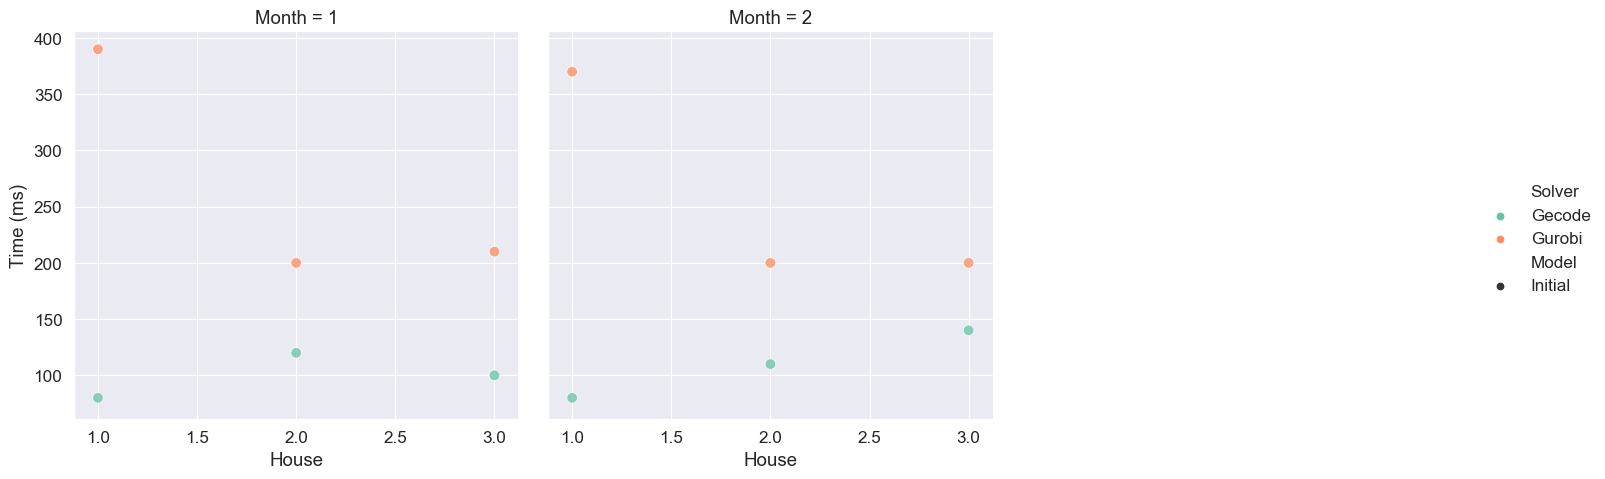 Month = 1
Month = 2
400
350
300
250
200
150
100
Time (ms)
1.0 1.5 2.0 2.5 3.0
1.0 1.5 2.0 2.5 3.0
House
House
Solver
Gecode
Gurobi
Model
Initial